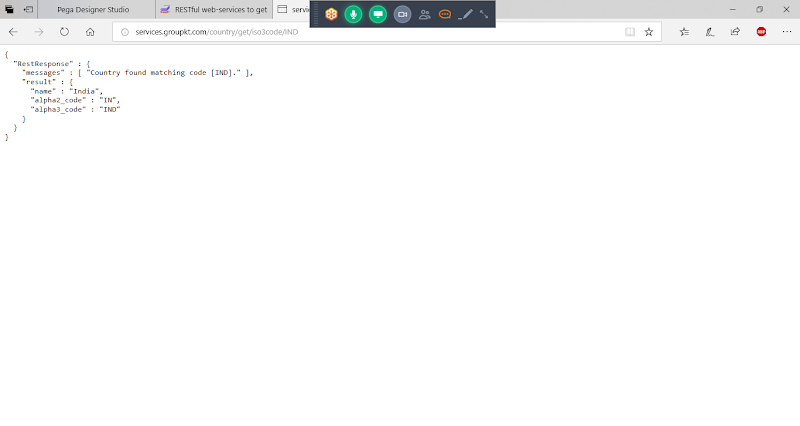 Pega Designer Studio
RESTful web-services to get
servi
services.groupkt.com/country/get/iso3code/IND
ABP
{
"RestResponse" : {
"messages" : [ "Country found matching code [IND]." ],
"result" : {
"name" : "India",
"alpha2_code" : "IN",
"alpha3_code" : "IND"
}
}
}